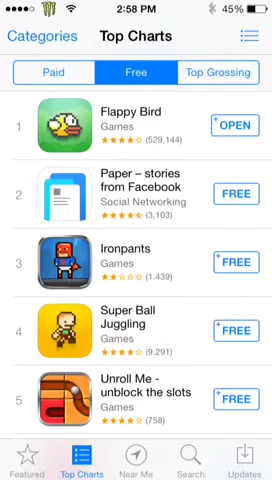 2:58 PM
45%
Categories
Top Charts
Paid
Free
Top Grossing
1
Flappy Bird
Games
(529,144)
+ OPEN
2
Paper – stories
from Facebook
Social Networking
(3,103)
FREE
3
Ironpants
Games
(1,439)
+ FREE
4
Super Ball
Juggling
Games
(9,291)
+ FREE
5
Unroll Me -
unblock the slots
Games
(758)
+ FREE
Featured
Top Charts
Near Me
Search
Updates